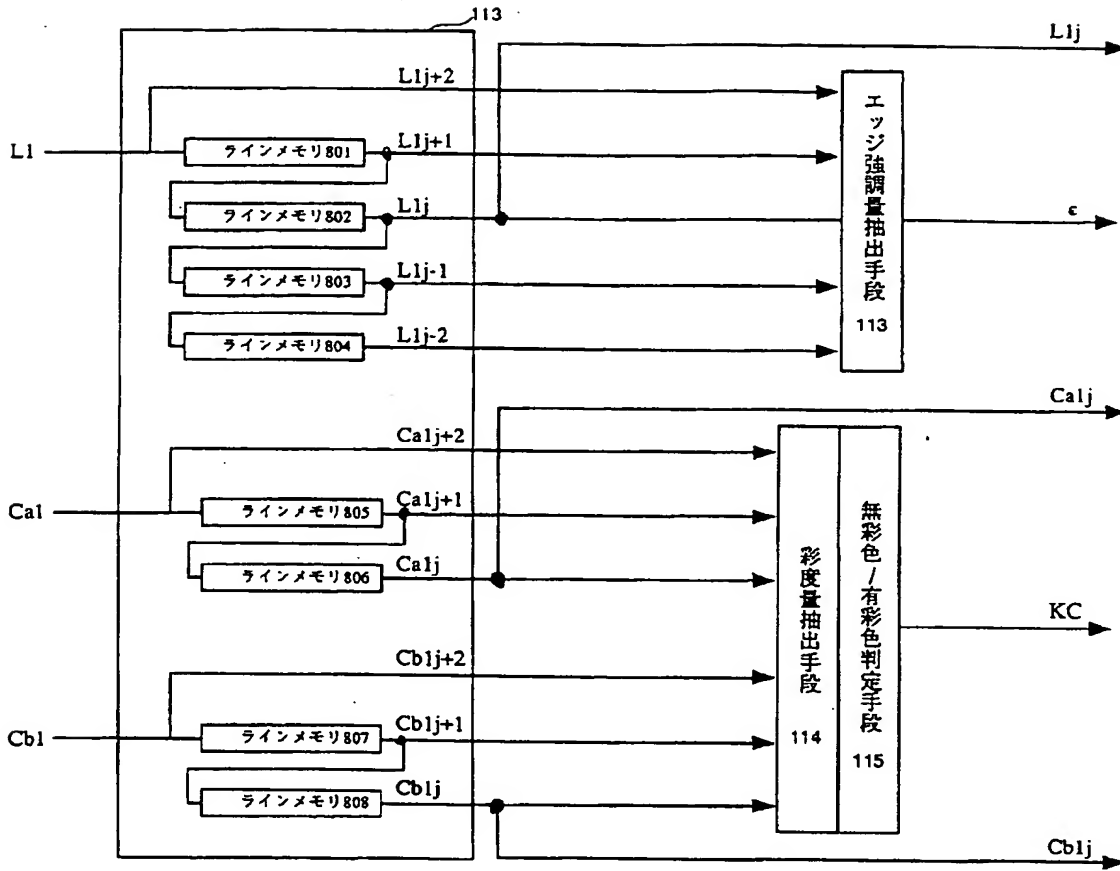 113
L1j
L1j+2
L1
ラインメモリ801
L1j+1
ラインメモリ802
L1j
ε
ラインメモリ803
L1j-1
ラインメモリ804
L1j-2
エッジ強調量抽出手段
113
Ca1j
Ca1j+2
Ca1
ラインメモリ805
Ca1j+1
ラインメモリ806
Ca1j
Cb1j+2
Cb1
ラインメモリ807
Cb1j+1
ラインメモリ808
Cb1j
彩度量抽出手段
114
無彩色/有彩色判定手段
115
KC
Cb1j